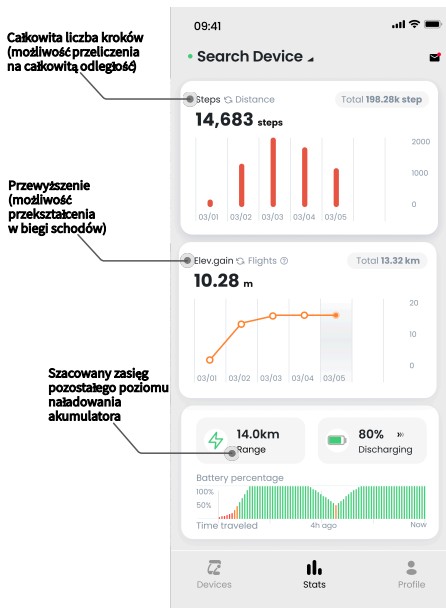 Całkowita liczba kroków
(możliwość przeliczenia
na całkowitą odległość)
Przewyższenie
(możliwość
przekształcenia
w biegi schodów)
Szacowany zasięg
pozostałego poziomu
naładowania
akumulatora
09:41
Search Device
Steps Distance
Total 198.28k step
14,683 steps
2000
1000
0
03/01 03/02 03/03 03/04 03/05
Elev.gain Flights ?
Total 13.32 km
10.28 m
20
10
0
03/01 03/02 03/03 03/04 03/05
14.0km
Range
80%
Discharging
Battery percentage
100%
50%
Time traveled 4h ago Now
Devices Stats Profile